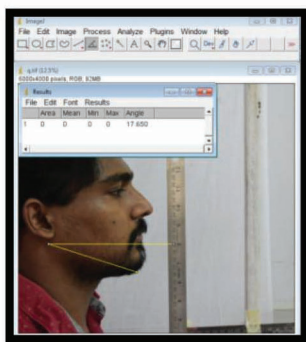 ImageJ
File Edit Image Process Analyze Plugins Window Help
Dev
6000x4000 pixels; RGB; 92MB
Results
File Edit Font Results
Area Mean Min Max Angle
1 0 0 0 0 17.650